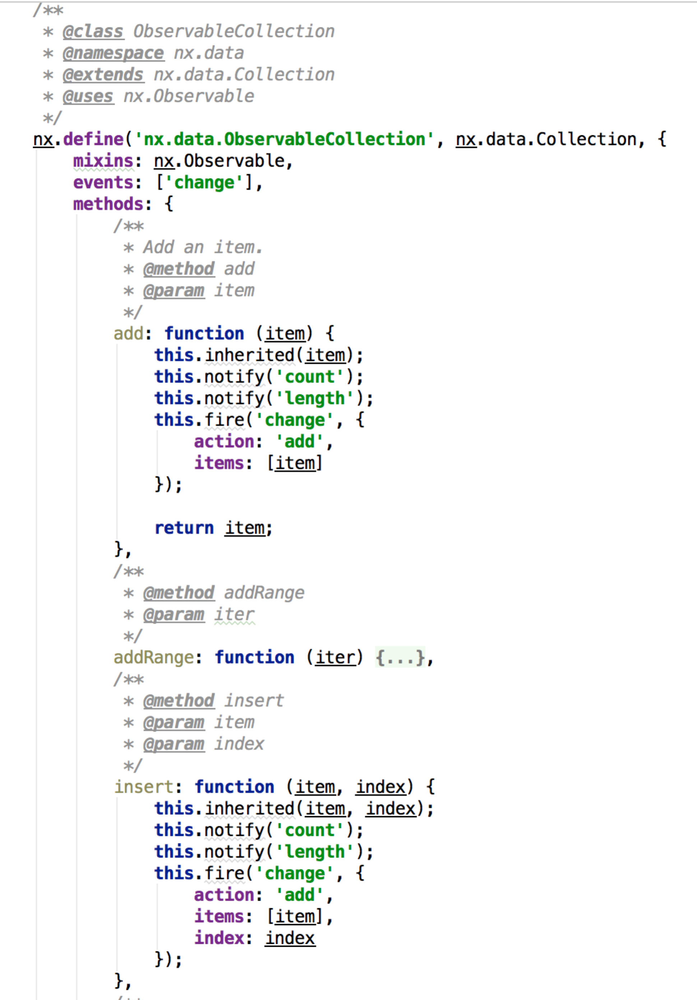 /**
 * @class ObservableCollection
 * @namespace nx.data
 * @extends nx.data.Collection
 * @uses nx.Observable
 */
nx.define('nx.data.ObservableCollection', nx.data.Collection, {
    mixins: nx.Observable,
    events: ['change'],
    methods: {
        /**
         * Add an item.
         * @method add
         * @param item
         */
        add: function (item) {
            this.inherited(item);
            this.notify('count');
            this.notify('length');
            this.fire('change', {
                action: 'add',
                items: [item]
            });

            return item;
        },
        /**
         * @method addRange
         * @param iter
         */
        addRange: function (iter) {...},
        /**
         * @method insert
         * @param item
         * @param index
         */
        insert: function (item, index) {
            this.inherited(item, index);
            this.notify('count');
            this.notify('length');
            this.fire('change', {
                action: 'add',
                items: [item],
                index: index
            });
        },
        /**